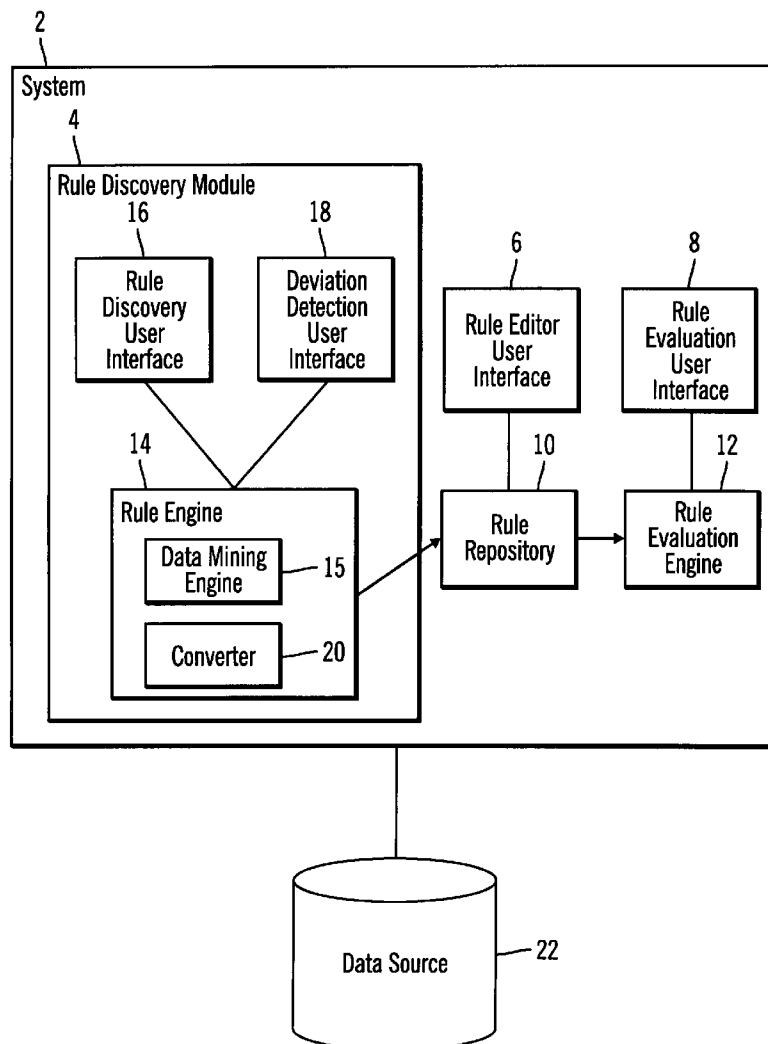 2
System
4
Rule Discovery Module
16
18
Rule
Discovery
User
Interface
Deviation
Detection
User
Interface
6
8
Rule Editor
User
Interface
Rule
Evaluation
User
Interface
14
Rule Engine
Data Mining
Engine
15
Converter
20
10
12
Rule
Repository
Rule
Evaluation
Engine
Data Source
22